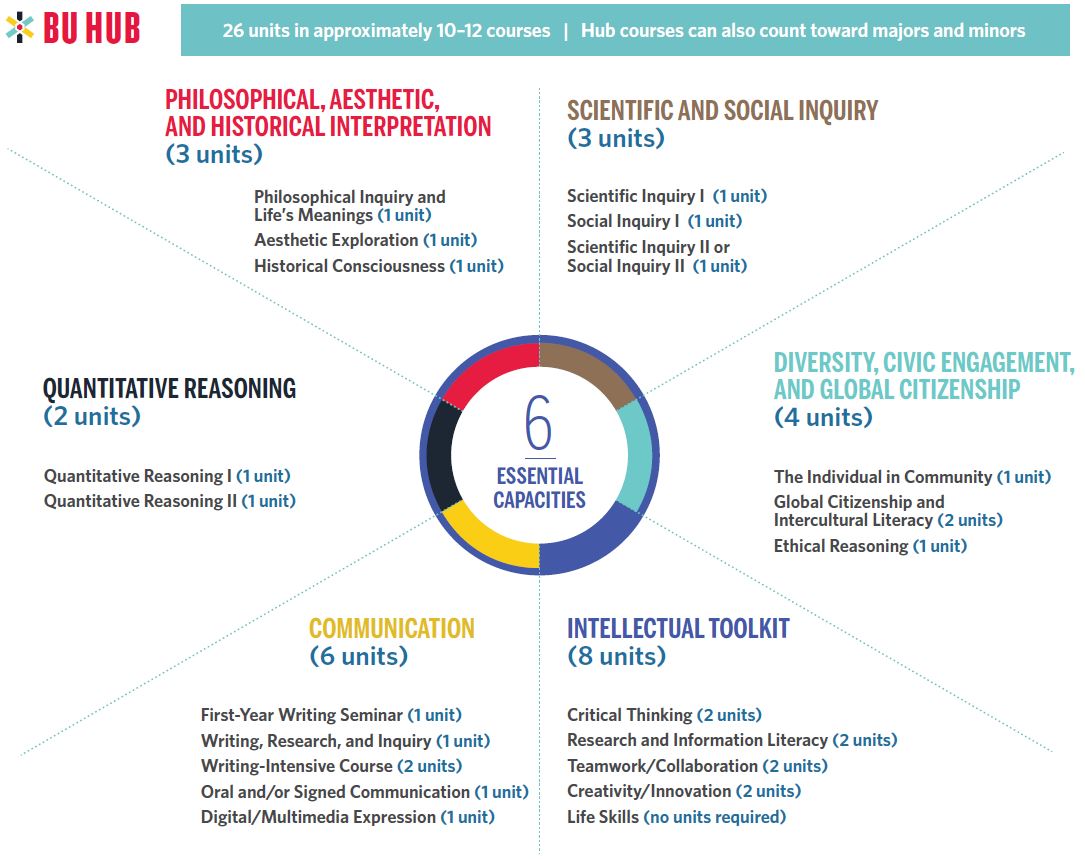 BU HUB
26 units in approximately 10–12 courses | Hub courses can also count toward majors and minors
PHILOSOPHICAL, AESTHETIC,
AND HISTORICAL INTERPRETATION
(3 units)
Philosophical Inquiry and
Life's Meanings (1 unit)
Aesthetic Exploration (1 unit)
Historical Consciousness (1 unit)
SCIENTIFIC AND SOCIAL INQUIRY
(3 units)
Scientific Inquiry I (1 unit)
Social Inquiry I (1 unit)
Scientific Inquiry II or
Social Inquiry II (1 unit)
QUANTITATIVE REASONING
(2 units)
Quantitative Reasoning I (1 unit)
Quantitative Reasoning II (1 unit)
6
ESSENTIAL
CAPACITIES
DIVERSITY, CIVIC ENGAGEMENT,
AND GLOBAL CITIZENSHIP
(4 units)
The Individual in Community (1 unit)
Global Citizenship and
Intercultural Literacy (2 units)
Ethical Reasoning (1 unit)
COMMUNICATION
(6 units)
First-Year Writing Seminar (1 unit)
Writing, Research, and Inquiry (1 unit)
Writing-Intensive Course (2 units)
Oral and/or Signed Communication (1 unit)
Digital/Multimedia Expression (1 unit)
INTELLECTUAL TOOLKIT
(8 units)
Critical Thinking (2 units)
Research and Information Literacy (2 units)
Teamwork/Collaboration (2 units)
Creativity/Innovation (2 units)
Life Skills (no units required)